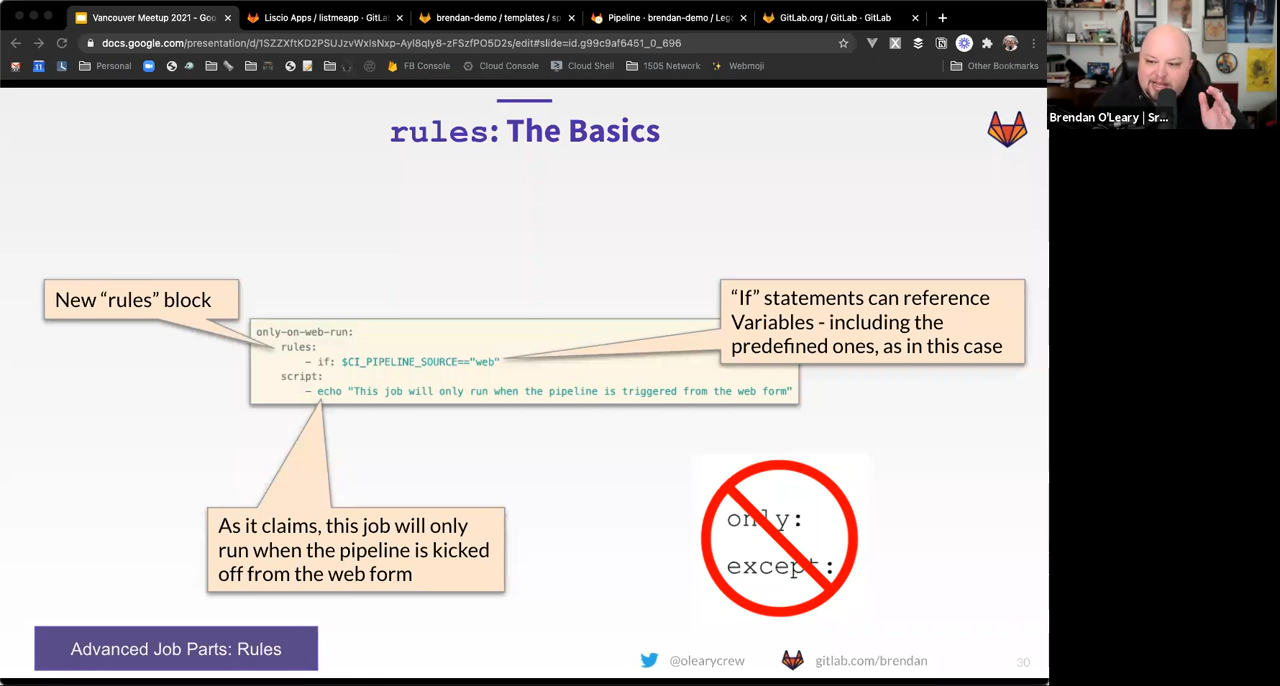 Vancouver Meetup 2021 - Goo
Liscio Apps / listmeapp · GitLa
brendan-demo / templates / sp
Pipeline · brendan-demo / Lega
GitLab.org / GitLab · GitLab
docs.google.com/presentation/d/1SZZXftKD2PSUJzvWxIsNxp-AyI8qIy8-zFSzfPO5D2s/edit#slide=id.g99c9af6451_0_696
Personal
FB Console
Cloud Console
Cloud Shell
1505 Network
Webmoji
Other Bookmarks
Brendan O'Leary | Sr...
rules: The Basics
New “rules” block
“If” statements can reference
Variables - including the
predefined ones, as in this case
only-on-web-run:
rules:
- if: $CI_PIPELINE_SOURCE=="web"
script:
- echo "This job will only run when the pipeline is triggered from the web form"
As it claims, this job will only
run when the pipeline is kicked
off from the web form
only:
except:
Advanced Job Parts: Rules
@olearycrew
gitlab.com/brendan
30